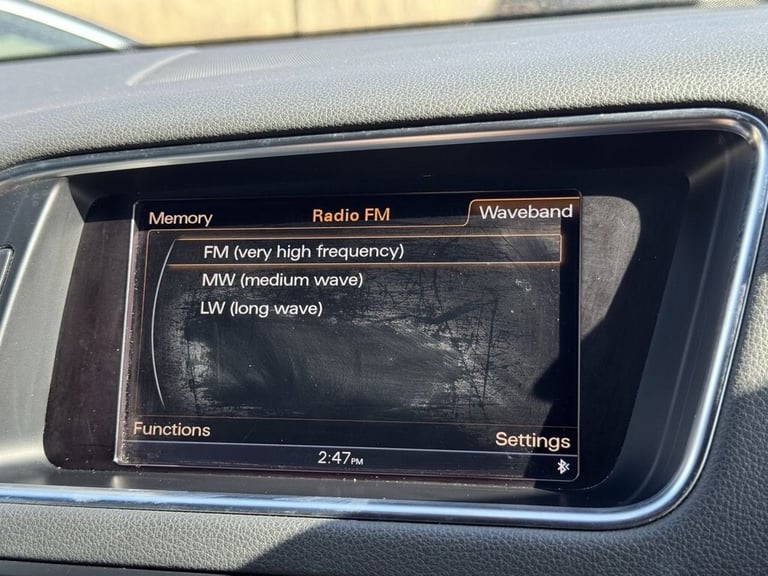 Memory Radio FM Waveband
FM (very high frequency)
MW (medium wave)
LW (long wave)
Functions
Settings
2:47PM